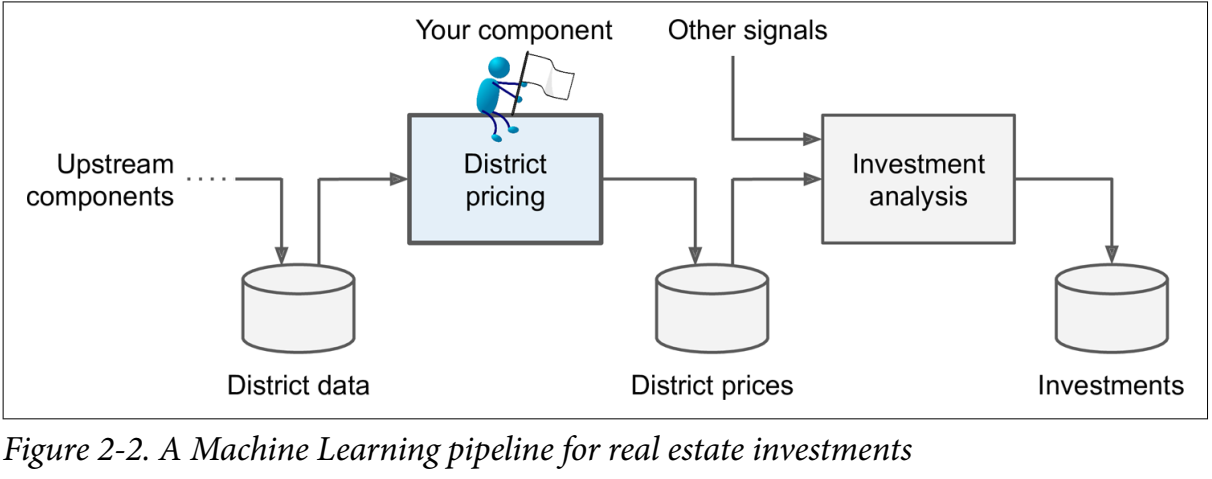 Your component
Other signals
Upstream
components
District
pricing
Investment
analysis
District data
District prices
Investments
Figure 2-2. A Machine Learning pipeline for real estate investments